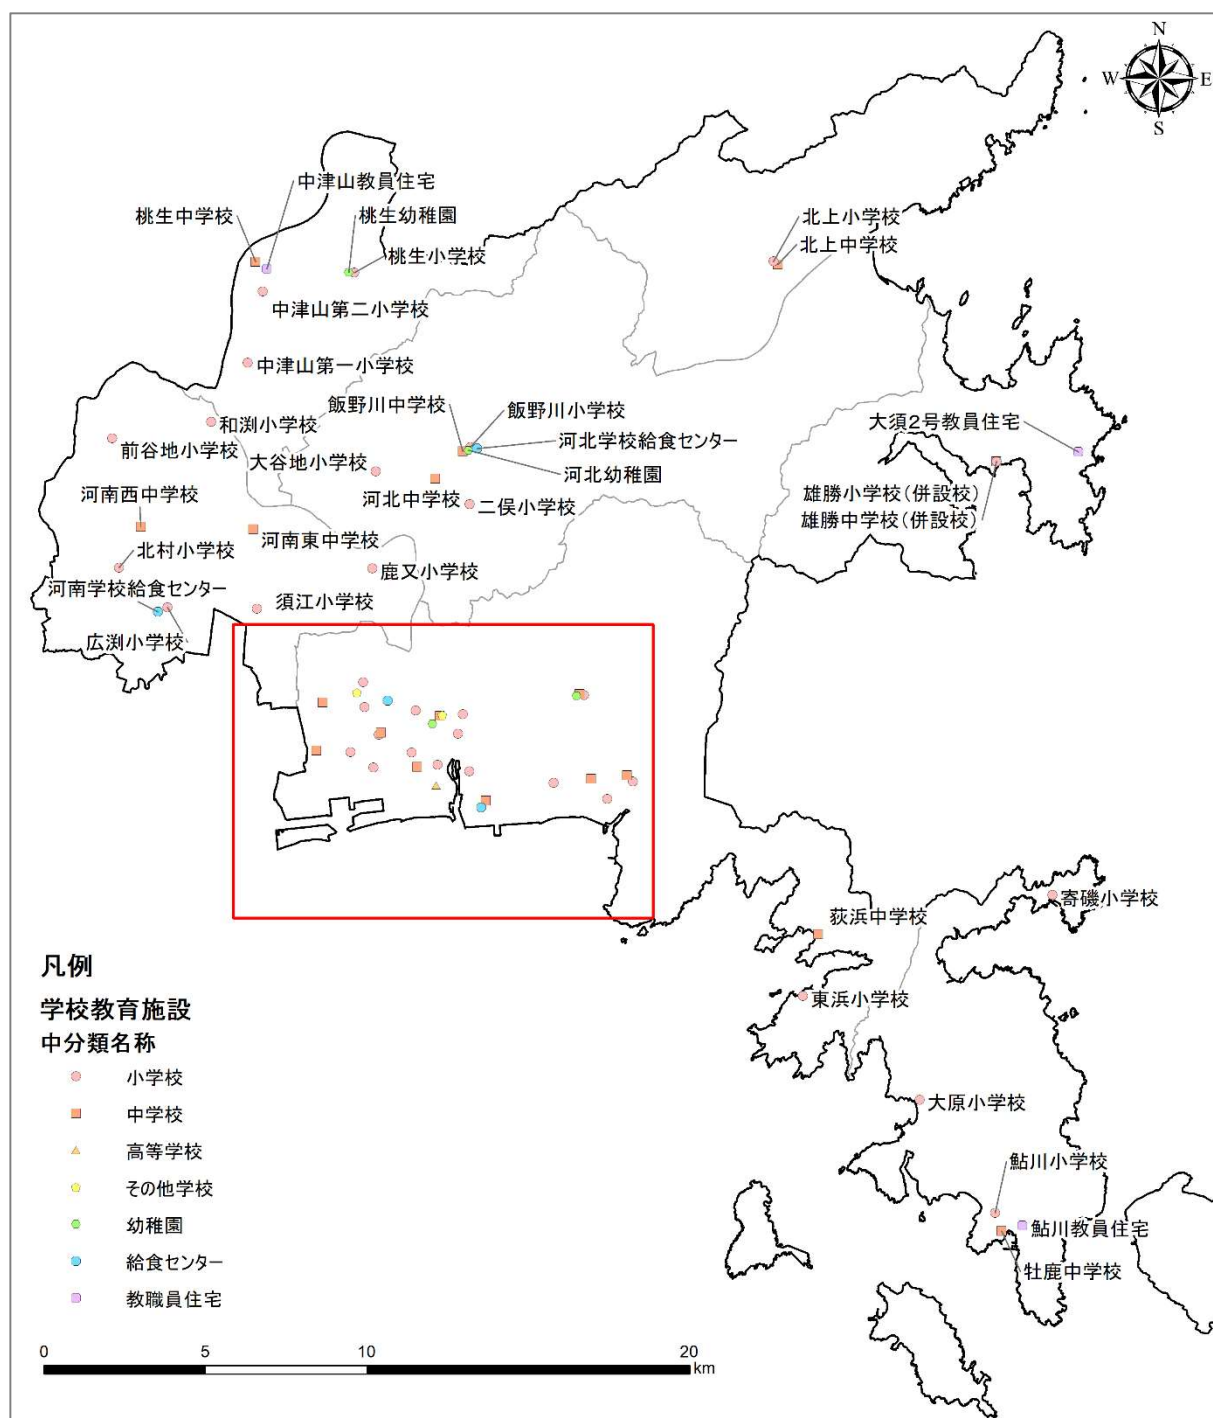 N
W
E
S
中津山教員住宅
桃生中学校
桃生幼稚園
桃生小学校
中津山第二小学校
北上小学校
北上中学校
中津山第一小学校
飯野川中学校
飯野川小学校
和渕小学校
河北学校給食センター
大須2号教員住宅
前谷地小学校
大谷地小学校
河北幼稚園
河南西中学校
河北中学校
二俣小学校
雄勝小学校(併設校)
雄勝中学校(併設校)
河南東中学校
北村小学校
鹿又小学校
河南学校給食センター
須江小学校
広渕小学校
寄磯小学校
荻浜中学校
凡例
学校教育施設
中分類名称
東浜小学校
小学校
大原小学校
中学校
高等学校
鮎川小学校
その他学校
幼稚園
鮎川教員住宅
給食センター
牡鹿中学校
教職員住宅
0 5 10 20
km